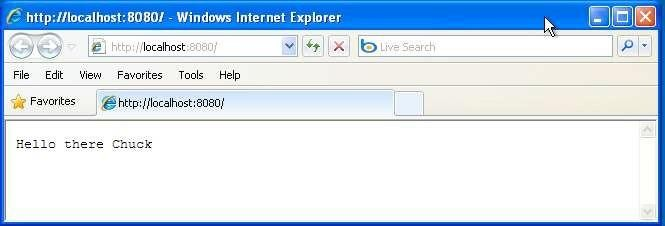 http://localhost:8080/ - Windows Internet Explorer
http://localhost:8080/
Live Search
File Edit View Favorites Tools Help
Favorites
http://localhost:8080/
Hello there Chuck